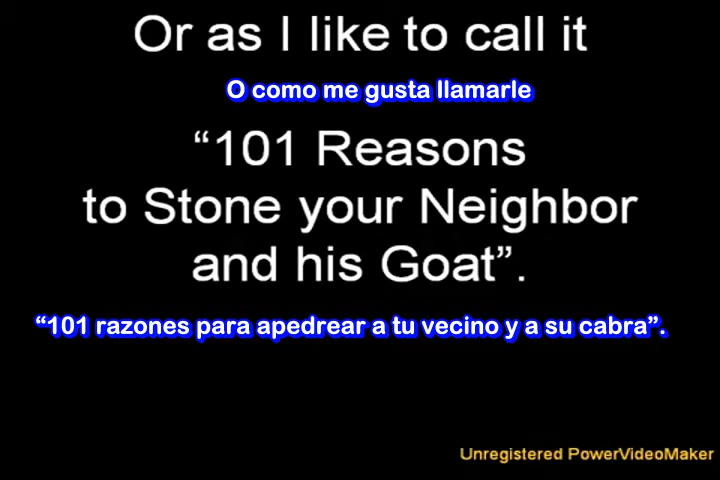 Or as I like to call it
O como me gusta llamarle
“101 Reasons
to Stone your Neighbor
and his Goat”.
“101 razones para apedrear a tu vecino y a su cabra”.
Unregistered PowerVideoMaker